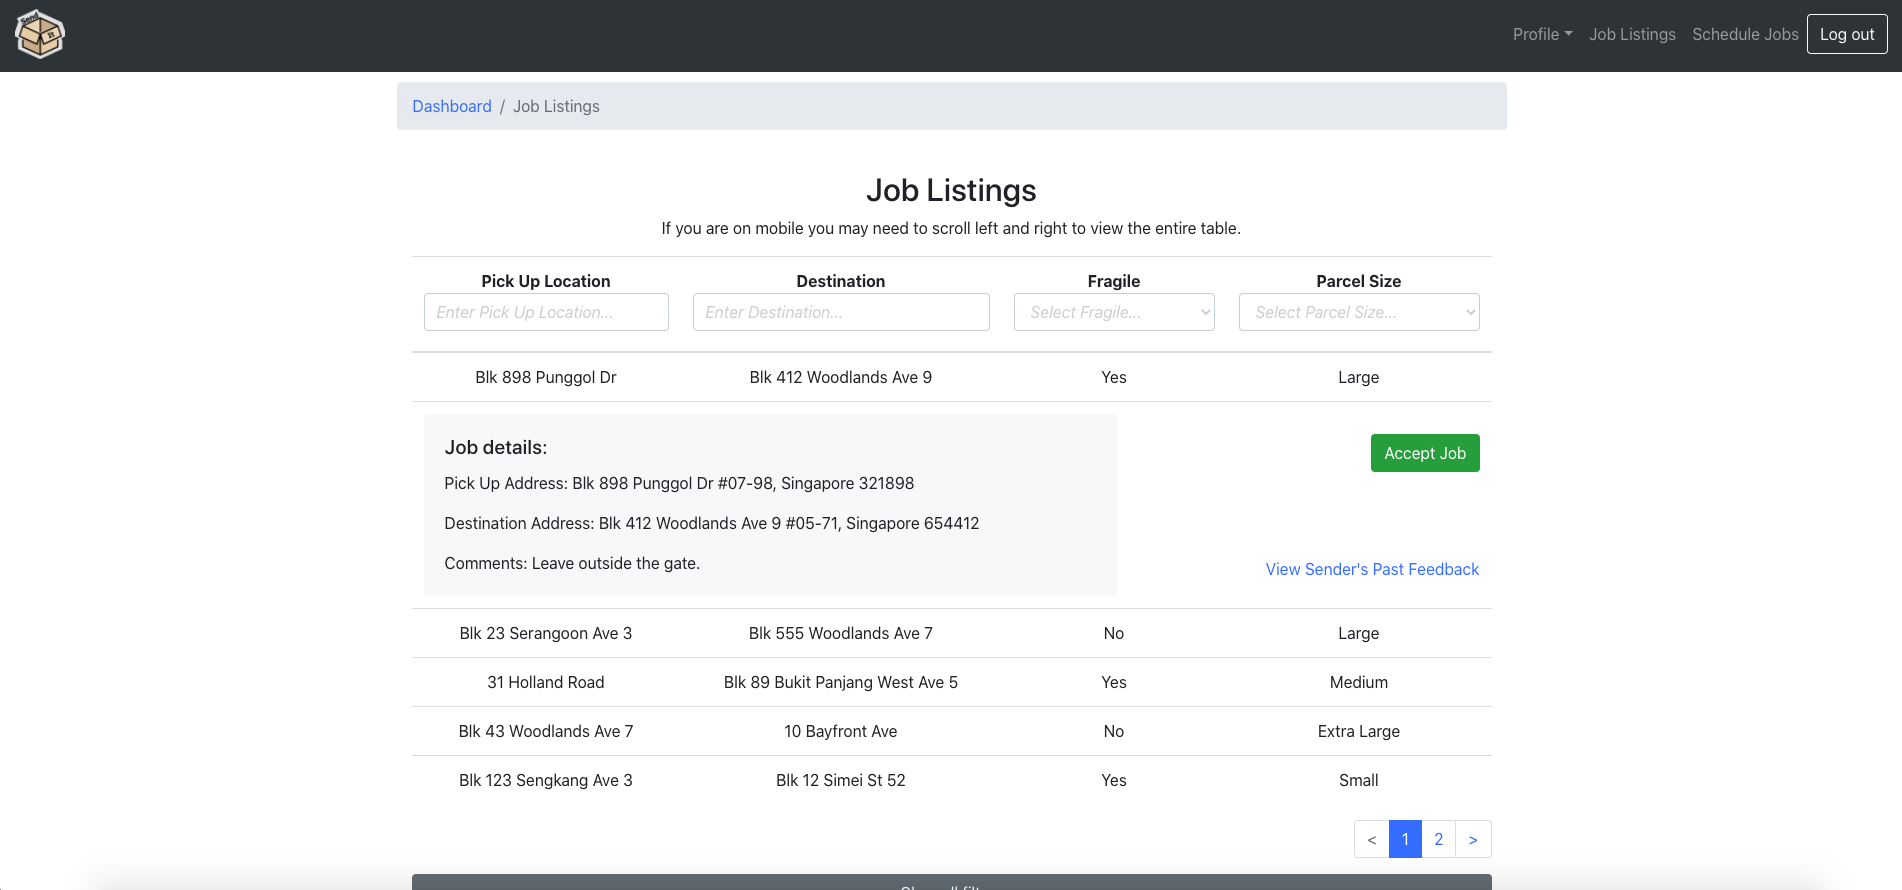 Send
It
Profile
Job Listings
Schedule Jobs
Log out
Dashboard / Job Listings
Job Listings
If you are on mobile you may need to scroll left and right to view the entire table.
Pick Up Location Destination Fragile Parcel Size
Enter Pick Up Location... Enter Destination... Select Fragile... Select Parcel Size...
Blk 898 Punggol Dr Blk 412 Woodlands Ave 9 Yes Large
Job details:
Accept Job
Pick Up Address: Blk 898 Punggol Dr #07-98, Singapore 321898
Destination Address: Blk 412 Woodlands Ave 9 #05-71, Singapore 654412
Comments: Leave outside the gate.
View Sender's Past Feedback
Blk 23 Serangoon Ave 3 Blk 555 Woodlands Ave 7 No Large
31 Holland Road Blk 89 Bukit Panjang West Ave 5 Yes Medium
Blk 43 Woodlands Ave 7 10 Bayfront Ave No Extra Large
Blk 123 Sengkang Ave 3 Blk 12 Simei St 52 Yes Small
< 1 2 >